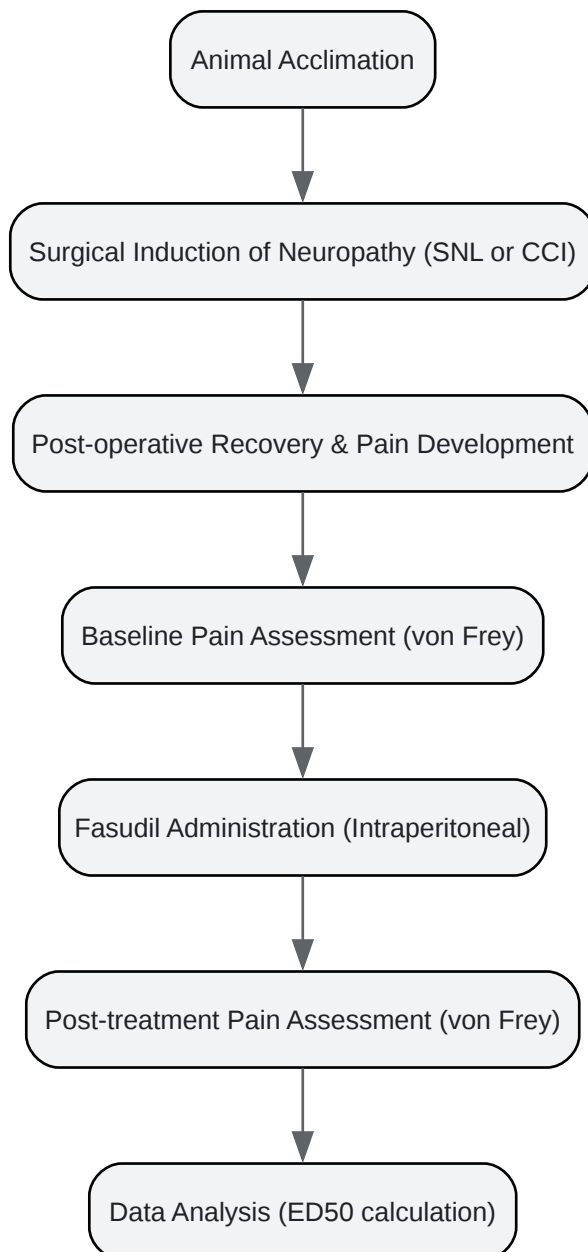 Animal Acclimation
Surgical Induction of Neuropathy (SNL or CCI)
Post-operative Recovery & Pain Development
Baseline Pain Assessment (von Frey)
Fasudil Administration (Intraperitoneal)
Post-treatment Pain Assessment (von Frey)
Data Analysis (ED50 calculation)